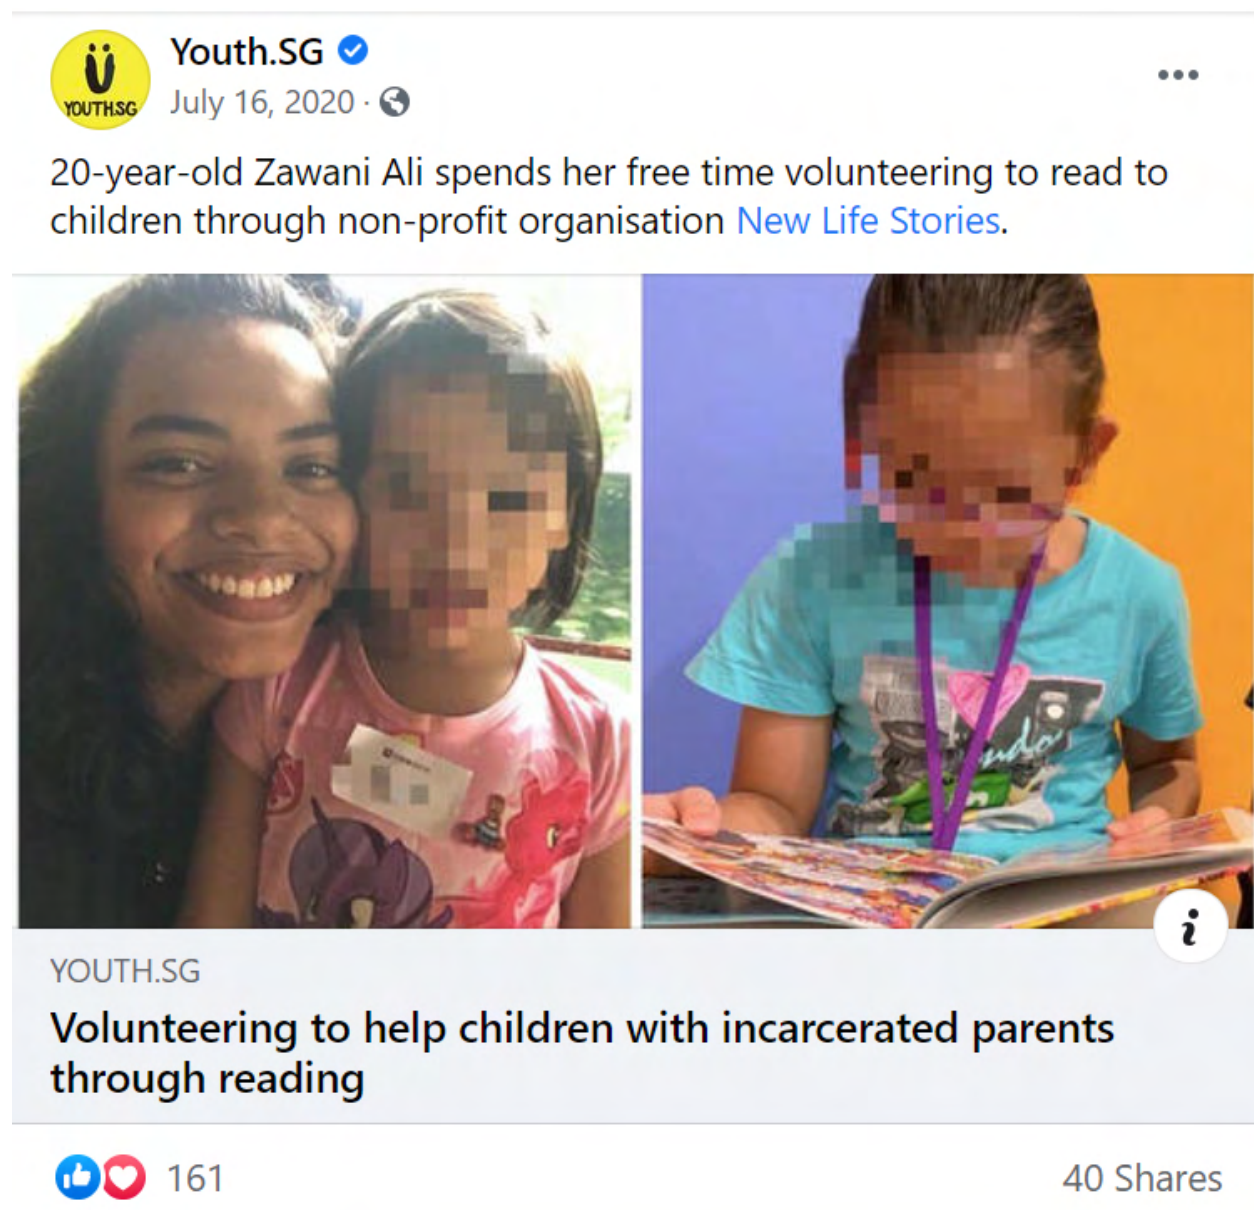 Youth.SG
July 16, 2020 ·
YOUTH.SG
20-year-old Zawani Ali spends her free time volunteering to read to
children through non-profit organisation New Life Stories.
i
YOUTH.SG
Volunteering to help children with incarcerated parents
through reading
161
40 Shares